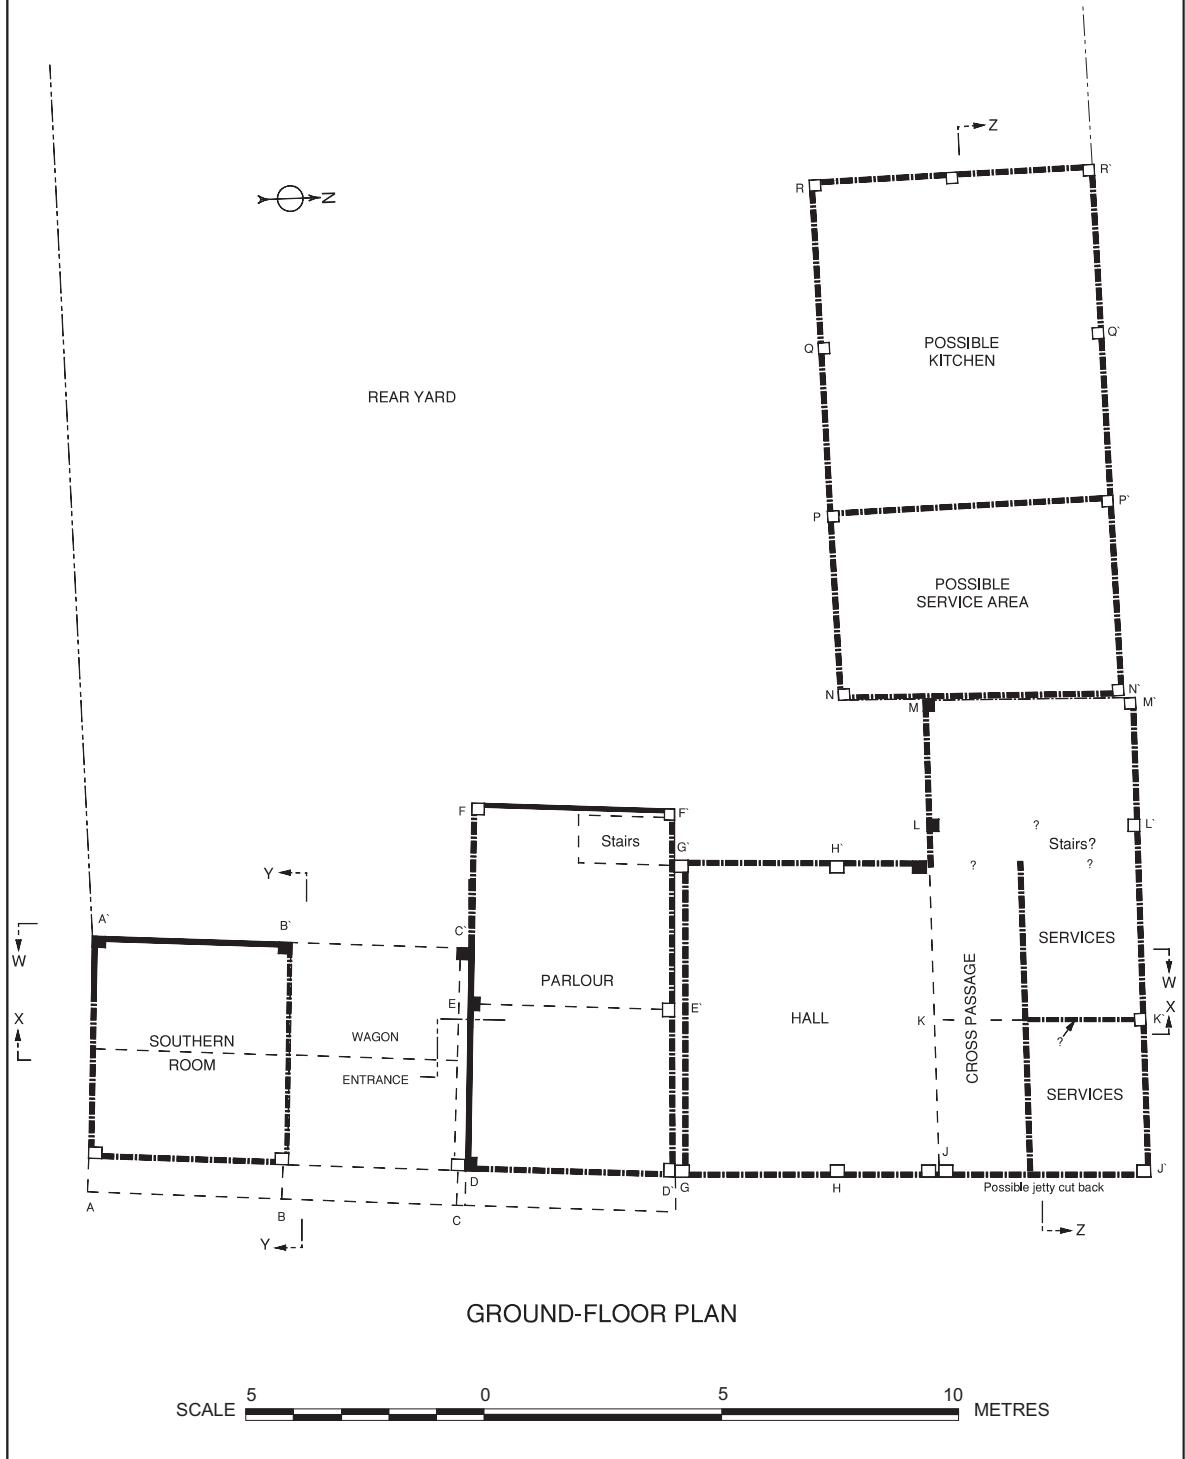 Z
R
R`
N
Q`
Q
POSSIBLE
KITCHEN
REAR YARD
P
P`
POSSIBLE
SERVICE AREA
N
N`
M
M`
F
F`
Stairs
L
?
L`
Stairs?
G`
H`
?
?
Y
A`
B`
C`
W
SERVICES
W
PARLOUR
E
E`
X
X
HALL
K
CROSS PASSAGE
K`
SOUTHERN
ROOM
WAGON
ENTRANCE
?
SERVICES
J
J`
D
D`
G
H
Possible jetty cut back
A
B
C
Y
Z
GROUND-FLOOR PLAN
5 0 5 10
SCALE METRES